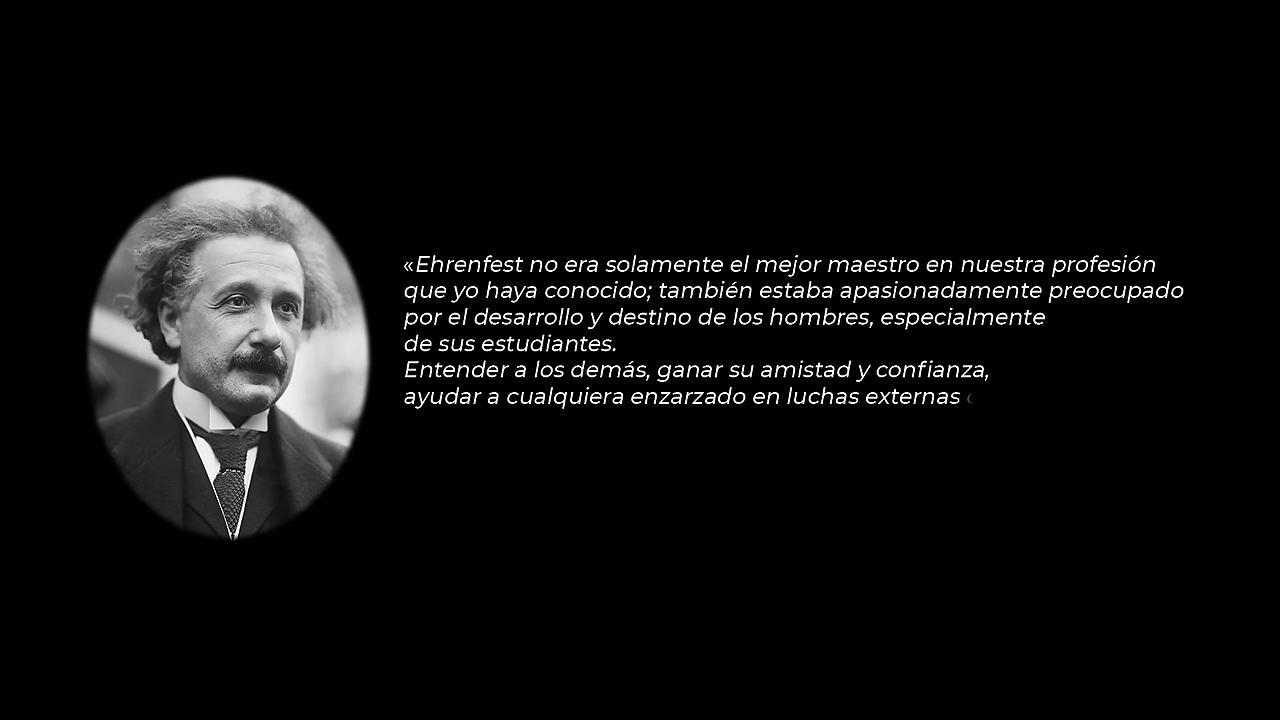 «Ehrenfest no era solamente el mejor maestro en nuestra profesión
que yo haya conocido; también estaba apasionadamente preocupado
por el desarrollo y destino de los hombres, especialmente
de sus estudiantes.
Entender a los demás, ganar su amistad y confianza,
ayudar a cualquiera enzarzado en luchas externas